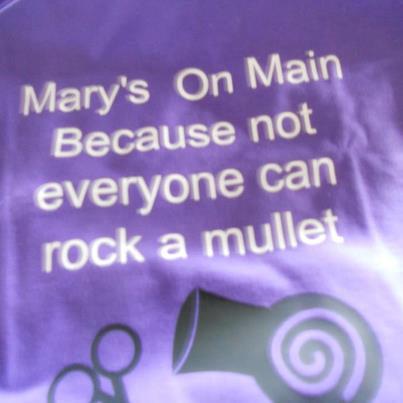 Mary's On Main
Because not
everyone can
rock a mullet